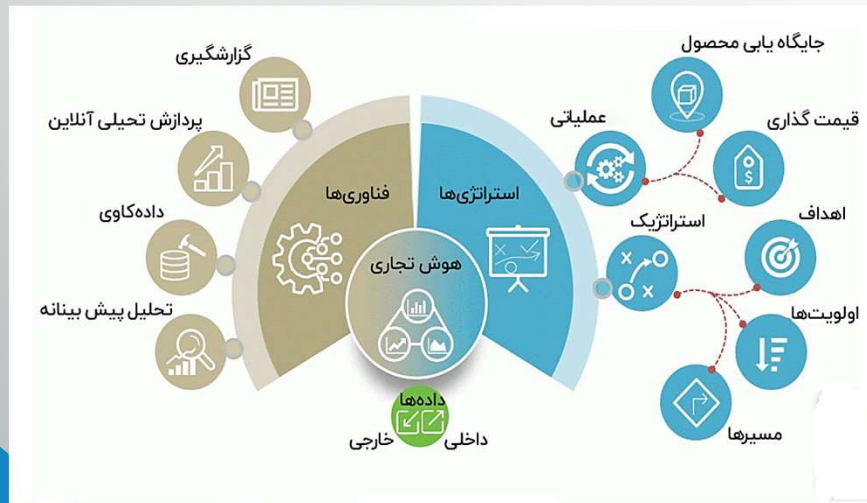 جایگاه یابی محصول
قیمت گذاری
عملیاتی
استراتژیک
اهداف
اولویت‌ها
مسیرها
استراتژی‌ها
هوش تجاری
فناوری‌ها
گزارشگیری
پردازش تحیلی آنلاین
داده‌کاوی
تحلیل پیش بینانه
داده‌ها
داخلی
خارجی